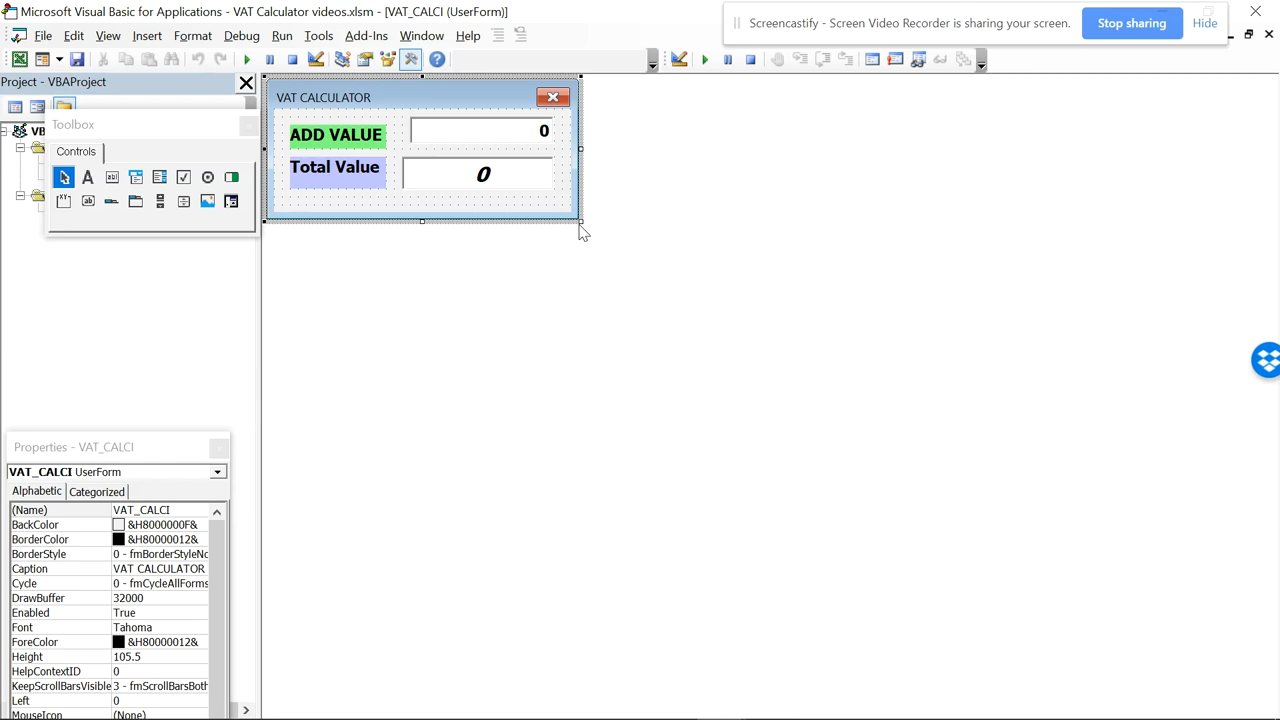 Microsoft Visual Basic for Applications - VAT Calculator videos.xlsm - [VAT_CALCI (UserForm)]
Screencastify - Screen Video Recorder is sharing your screen. Stop sharing Hide
File Edit View Insert Format Debug Run Tools Add-Ins Window Help
Project - VBAProject
VB
Toolbox
Controls
VAT CALCULATOR
ADD VALUE 0
Total Value 0
Properties - VAT_CALCI
VAT_CALCI UserForm
Alphabetic Categorized
(Name) VAT_CALCI
BackColor &H8000000F&
BorderColor &H80000012&
BorderStyle 0 - fmBorderStyleNo
Caption VAT CALCULATOR
Cycle 0 - fmCycleAllForms
DrawBuffer 32000
Enabled True
Font Tahoma
ForeColor &H80000012&
Height 105.5
HelpContextID 0
KeepScrollBarsVisible 3 - fmScrollBarsBoth
Left 0
MouseIcon (None)